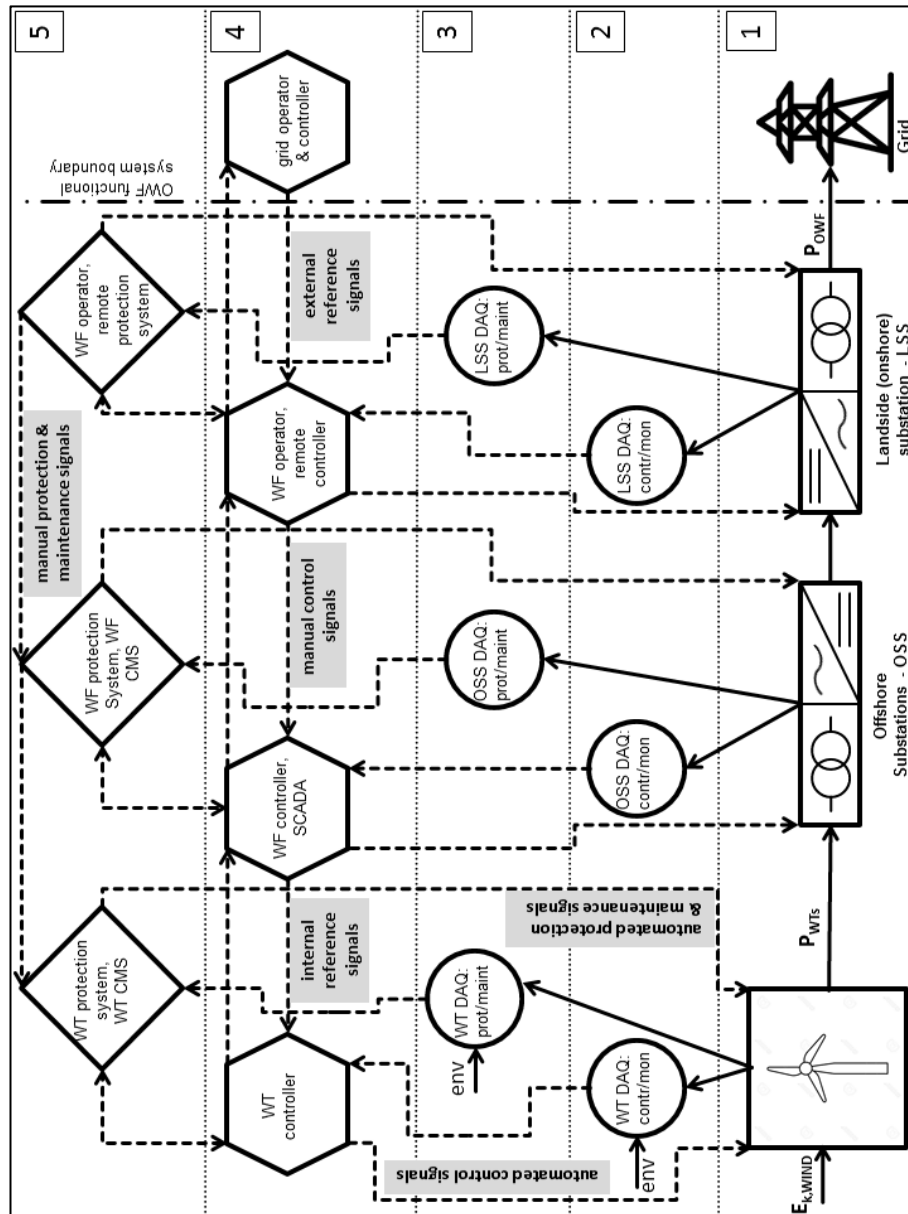 5
WT protection
system,
WT CMS
WF protection
System, WF
CMS
manual protection &
maintenance signals
WF operator,
remote
protection
system
OWF functional
system boundary
4
WT
controller
internal
reference
signals
WF controller,
SCADA
manual control
signals
WF operator,
remote
controller
external
reference
signals
grid operator
& controller
3
env
WT DAQ:
prot/maint
OSS DAQ:
prot/maint
LSS DAQ:
prot/maint
automated protection
& maintenance signals
automated control signals
2
env
WT DAQ:
contr/mon
OSS DAQ:
contr/mon
LSS DAQ:
contr/mon
1
Ek,WIND
PWTs
Offshore
Substations - OSS
Landside (onshore)
substation - LSS
POWF
Grid